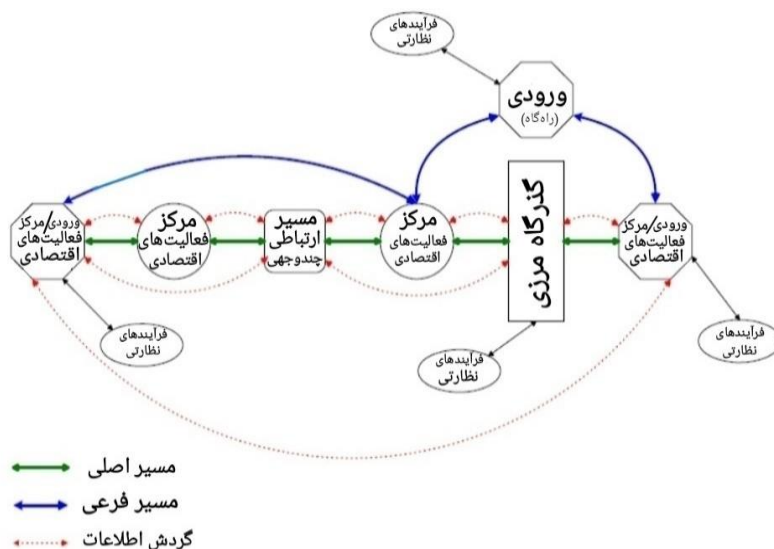 فرآیندهای
نظارتی
ورودی
(راه‌گاه)
ورودی/مرکز
فعالیت‌های
اقتصادی
گذرگاه مرزی
مرکز
فعالیت‌های
اقتصادی
مسیر
ارتباطی
چندوجهی
مرکز
فعالیت‌های
اقتصادی
ورودی/مرکز
فعالیت‌های
اقتصادی
فرآیندهای
نظارتی
فرآیندهای
نظارتی
فرآیندهای
نظارتی
مسیر اصلی
مسیر فرعی
گردش اطلاعات